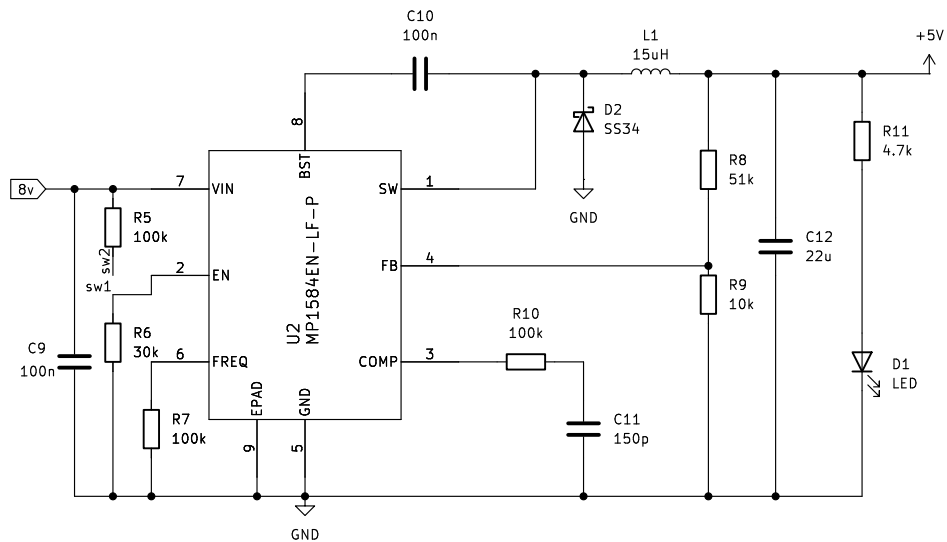 C10
100n
L1
15uH
+5V
8
BST
D2
SS34
R11
4.7k
8v
7
VIN
SW
1
R8
51k
GND
R5
100k
sw2
sw1
2
EN
FB
4
C12
22u
R9
10k
U2
MP1584EN-LF-P
R6
30k
R10
100k
C9
100n
6
FREQ
COMP
3
D1
LED
EPAD
GND
R7
100k
C11
150p
9
5
GND